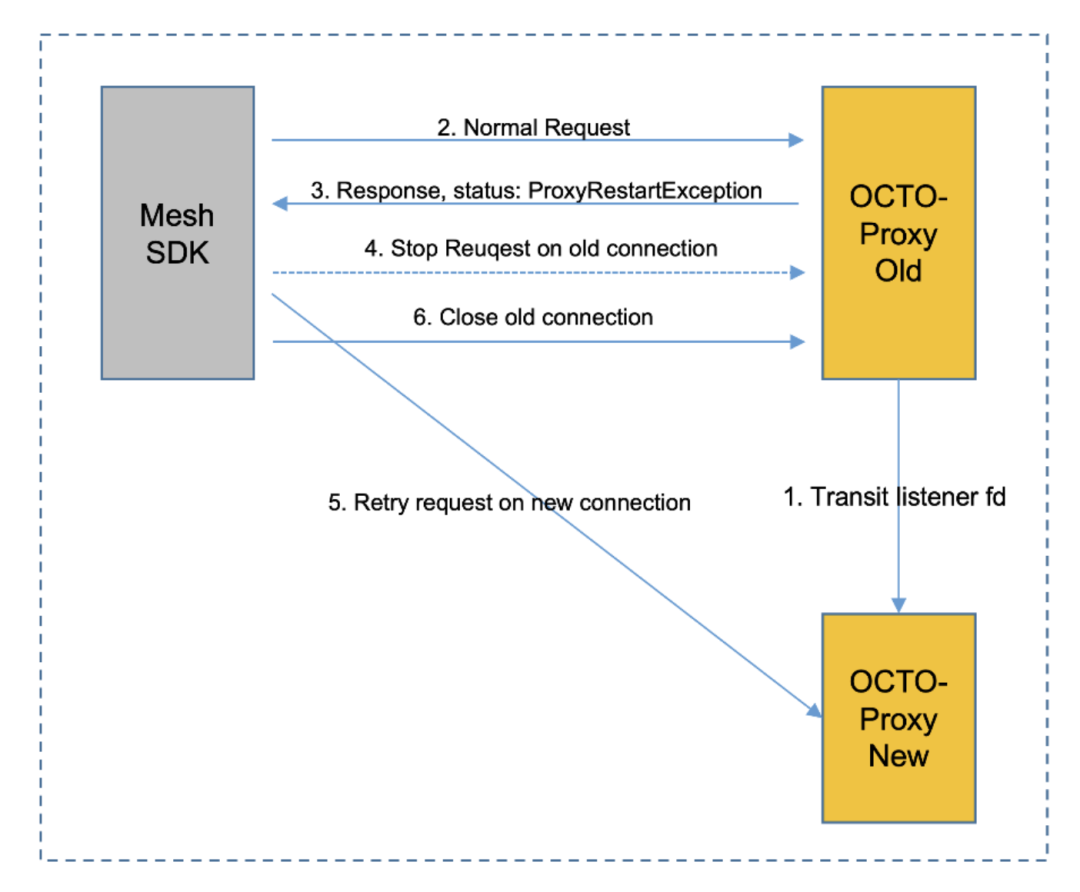 2. Normal Request
3. Response, status: ProxyRestartException
Mesh
SDK
OCTO-
Proxy
Old
4. Stop Reuqest on old connection
6. Close old connection
5. Retry request on new connection
1. Transit listener fd
OCTO-
Proxy
New